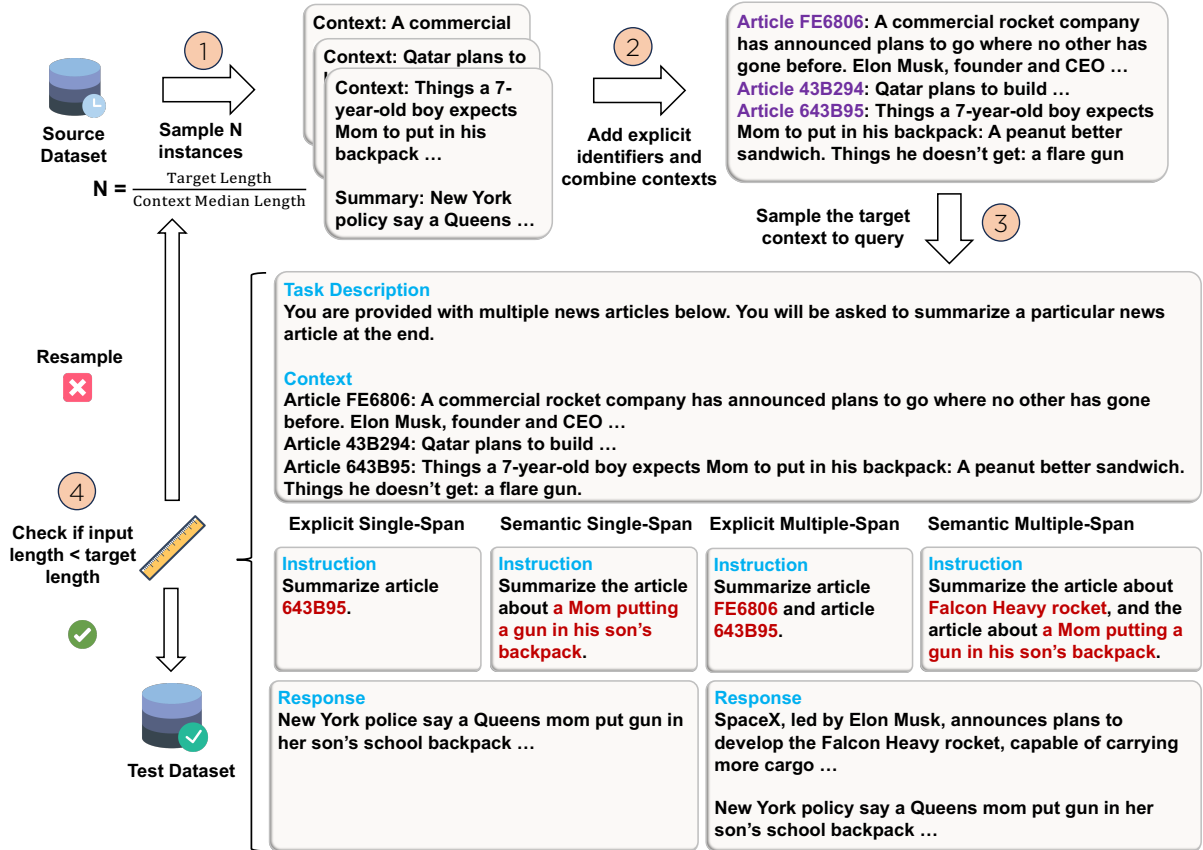 1
Sample N
instances
Source
Dataset
N = Target Length
Context Median Length
Context: A commercial
Context: Qatar plans to
Context: Things a 7-
year-old boy expects
Mom to put in his
backpack …
Summary: New York
policy say a Queens …
2
Add explicit
identifiers and
combine contexts
Article FE6806: A commercial rocket company
has announced plans to go where no other has
gone before. Elon Musk, founder and CEO …
Article 43B294: Qatar plans to build …
Article 643B95: Things a 7-year-old boy expects
Mom to put in his backpack: A peanut better
sandwich. Things he doesn't get: a flare gun
Sample the target
context to query
3
Task Description
You are provided with multiple news articles below. You will be asked to summarize a particular news
article at the end.
Context
Article FE6806: A commercial rocket company has announced plans to go where no other has gone
before. Elon Musk, founder and CEO …
Article 43B294: Qatar plans to build …
Article 643B95: Things a 7-year-old boy expects Mom to put in his backpack: A peanut better sandwich.
Things he doesn't get: a flare gun.
Resample
4
Check if input
length < target
length
Test Dataset
Explicit Single-Span
Semantic Single-Span
Explicit Multiple-Span
Semantic Multiple-Span
Instruction
Summarize article
643B95.
Instruction
Summarize the article
about a Mom putting
a gun in his son's
backpack.
Instruction
Summarize article
FE6806 and article
643B95.
Instruction
Summarize the article about
Falcon Heavy rocket, and the
article about a Mom putting a
gun in his son's backpack.
Response
New York police say a Queens mom put gun in
her son's school backpack …
Response
SpaceX, led by Elon Musk, announces plans to
develop the Falcon Heavy rocket, capable of carrying
more cargo …
New York policy say a Queens mom put gun in her
son's school backpack …